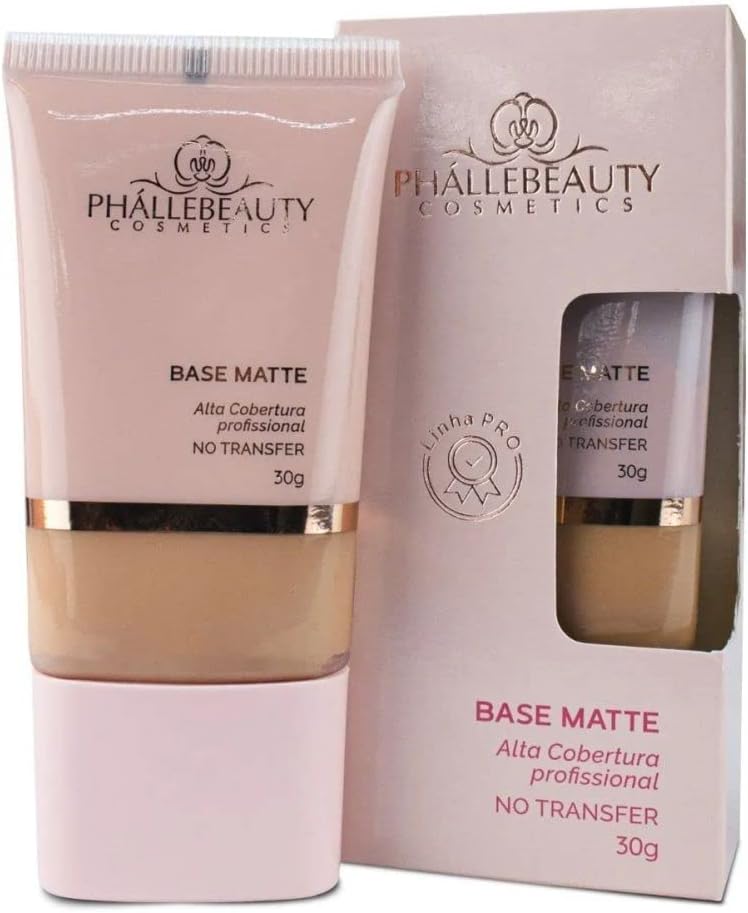 PHÁLLEBEAUTY
COSMETICS
BASE MATTE
Alta Cobertura
profissional
NO TRANSFER
30g
PHÁLLEBEAUTY
COSMETICS
Linha PRO
MATTE
Cobertura
profissional
TRANSFER
30g
BASE MATTE
Alta Cobertura
profissional
NO TRANSFER
30g